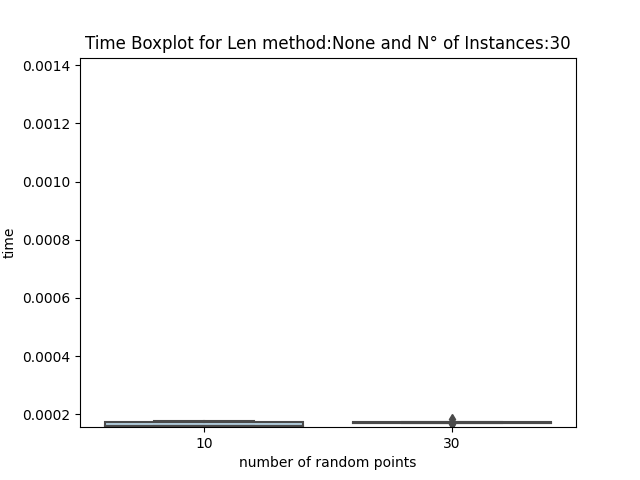 Time Boxplot for Len method:None and N° of Instances:30
0.0014
0.0012
0.0010
0.0008
0.0006
0.0004
0.0002
time
10 30
number of random points